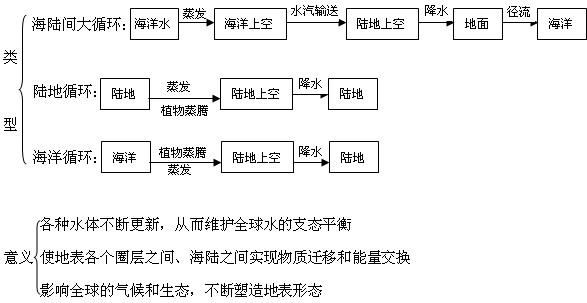 蒸发 水汽输送 降水 径流
海陆间大循环: 海洋水 海洋上空 陆地上空 地面 海洋
类
蒸发 降水
陆地循环: 陆地 陆地上空 陆地
植物蒸腾
型
植物蒸腾 降水
海洋循环: 海洋 陆地上空 陆地
蒸发
各种水体不断更新，从而维护全球水的支态平衡
意义 使地表各个圈层之间、海陆之间实现物质迁移和能量交换
影响全球的气候和生态，不断塑造地表形态